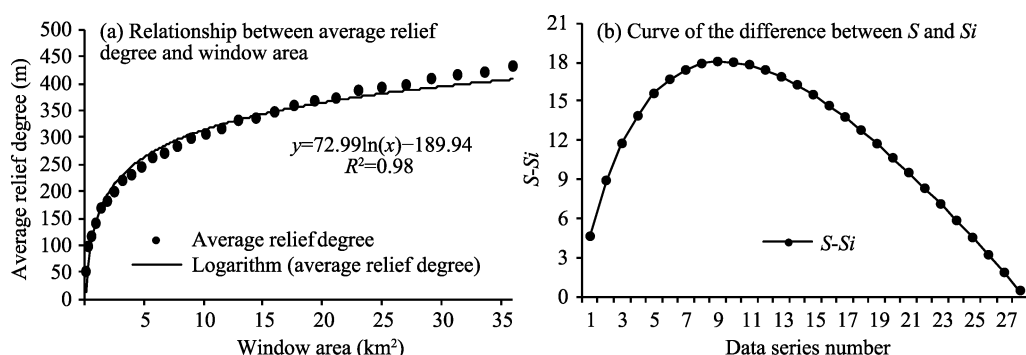 (a) Relationship between average relief
degree and window area
Average relief degree (m)
500
450
400
350
300
250
200
150
100
50
0
y=72.99ln(x)−189.94
R²=0.98
Average relief degree
Logarithm (average relief degree)
5 10 15 20 25 30 35
Window area (km²)
(b) Curve of the difference between S and Si
S-Si
21
18
15
12
9
6
3
0
S-Si
1 3 5 7 9 11 13 15 17 19 21 23 25 27
Data series number